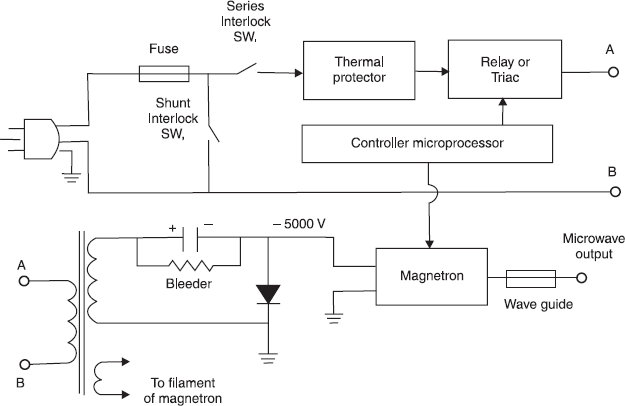 Series
Interlock
SW,
Fuse
Thermal
protector
Relay or
Triac
A
Shunt
Interlock
SW,
Controller microprocessor
B
+
–
– 5000 V
Bleeder
Magnetron
Microwave
output
Wave guide
A
B
To filament
of magnetron